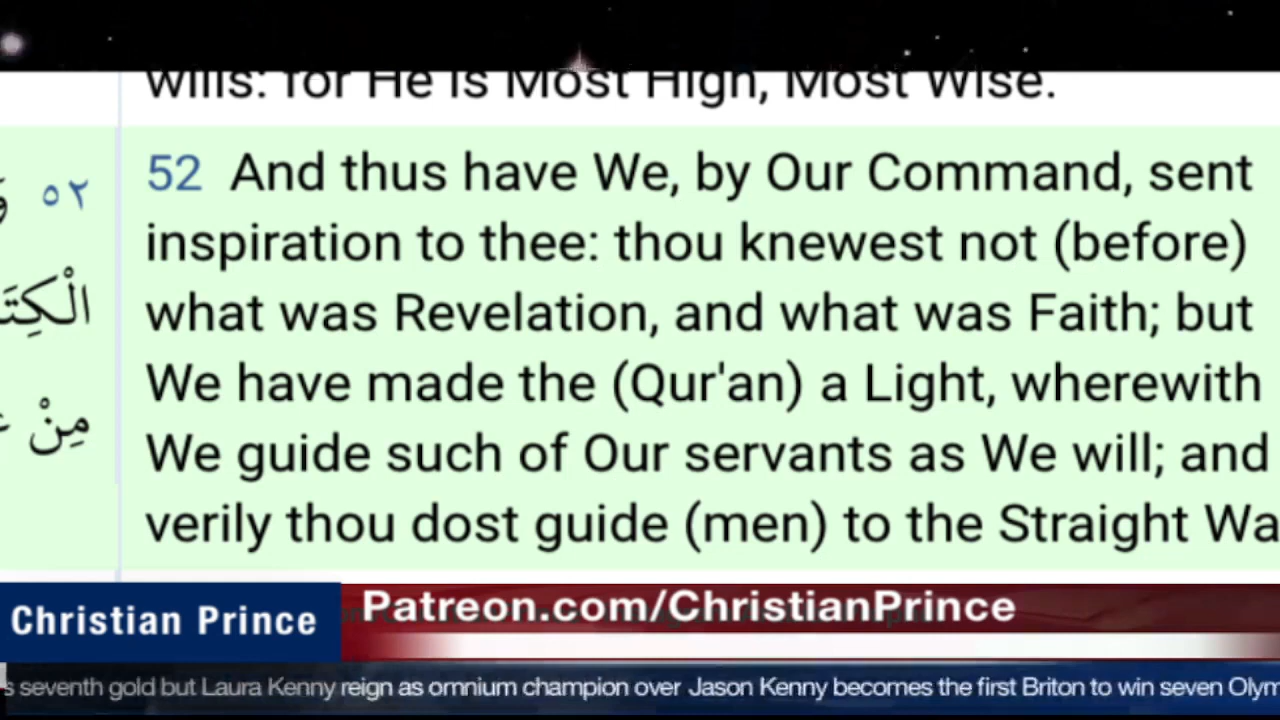 wills: for He is Most High, Most Wise.
52 And thus have We, by Our Command, sent
٥٢
inspiration to thee: thou knewest not (before)
what was Revelation, and what was Faith; but
We have made the (Qur'an) a Light, wherewith
مِنْ
We guide such of Our servants as We will; and
verily thou dost guide (men) to the Straight Wa
Christian Prince
Patreon.com/ChristianPrince
s seventh gold but Laura Kenny reign as omnium champion over Jason Kenny becomes the first Briton to win seven Olym